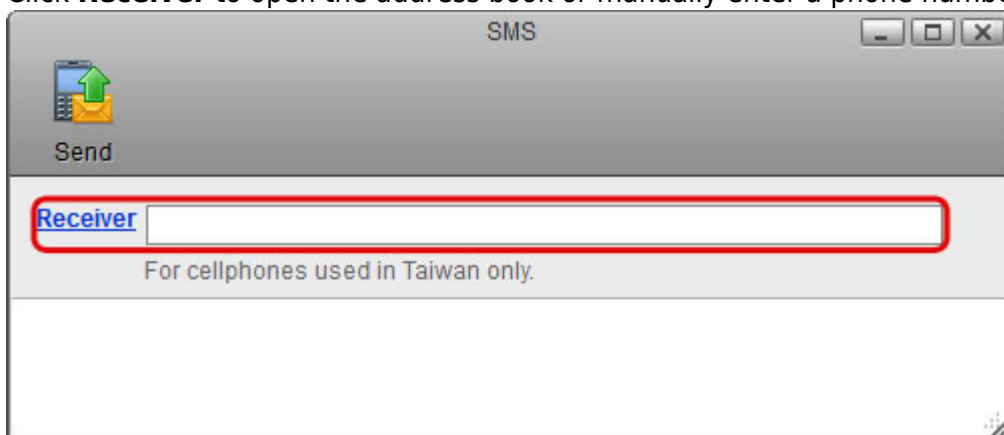 Click Receiver to open the address book or manually enter a phone numbe
SMS
Send
Receiver
For cellphones used in Taiwan only.